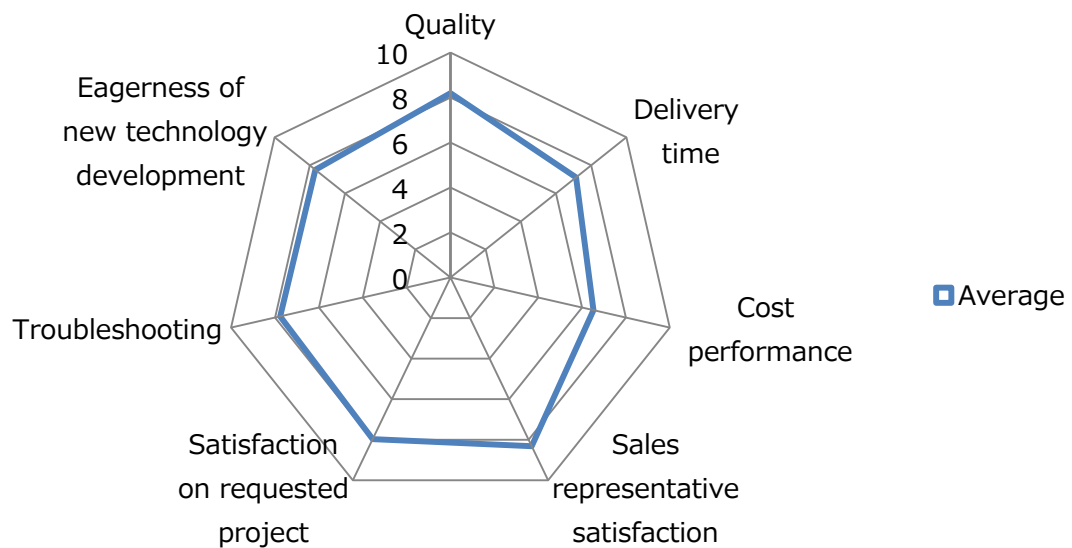 Quality
10
8
6
4
2
0
Delivery
time
Cost
performance
Sales
representative
satisfaction
Satisfaction
on requested
project
Troubleshooting
Eagerness of
new technology
development
Average